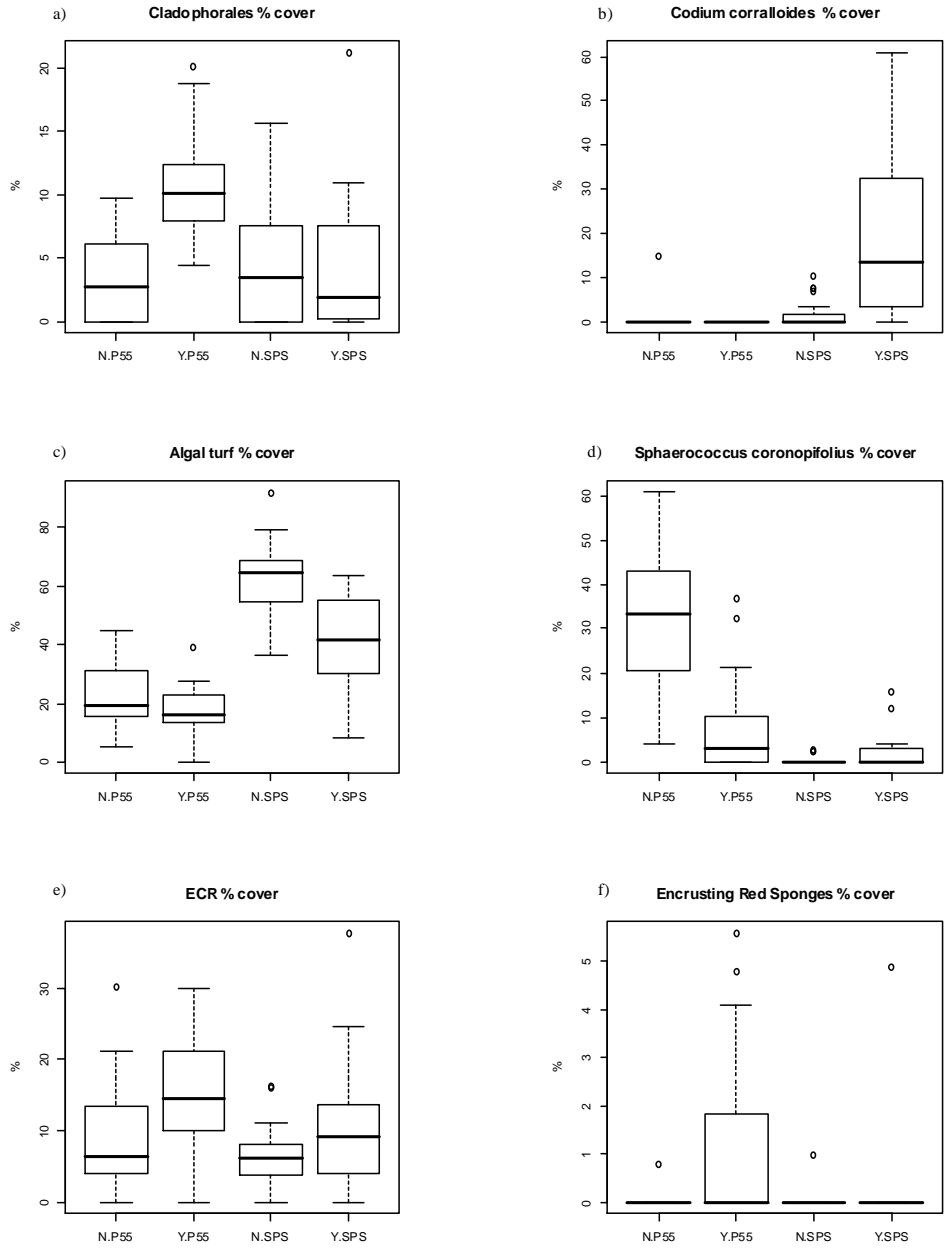 a) Cladophorales % cover
%
0 5 10 15 20
N.P55 Y.P55 N.SPS Y.SPS
b) Codium corralloides % cover
%
0 10 20 30 40 50 60
N.P55 Y.P55 N.SPS Y.SPS
c) Algal turf % cover
%
0 20 40 60 80
N.P55 Y.P55 N.SPS Y.SPS
d) Sphaerococcus coronopifolius % cover
%
0 10 20 30 40 50 60
N.P55 Y.P55 N.SPS Y.SPS
e) ECR % cover
%
0 10 20 30
N.P55 Y.P55 N.SPS Y.SPS
f) Encrusting Red Sponges % cover
%
0 1 2 3 4 5
N.P55 Y.P55 N.SPS Y.SPS